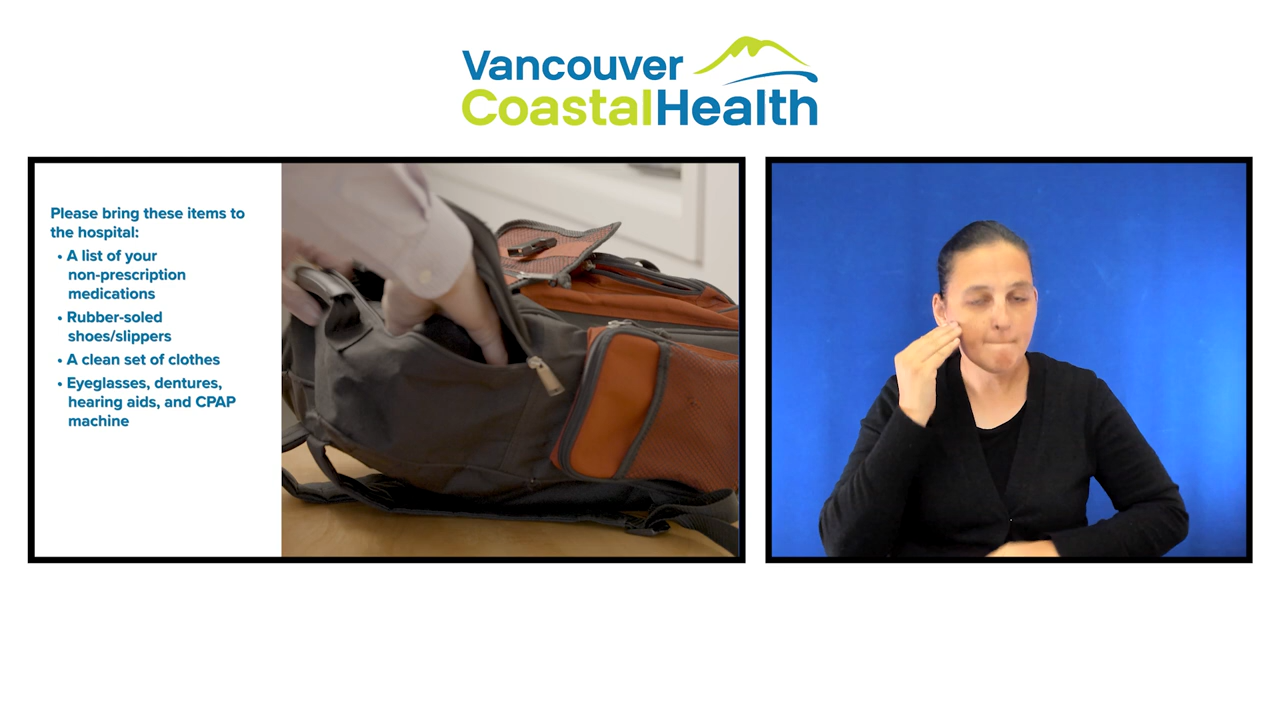 Vancouver
CoastalHealth
Please bring these items to
the hospital:
• A list of your
non-prescription
medications
• Rubber-soled
shoes/slippers
• A clean set of clothes
• Eyeglasses, dentures,
hearing aids, and CPAP
machine